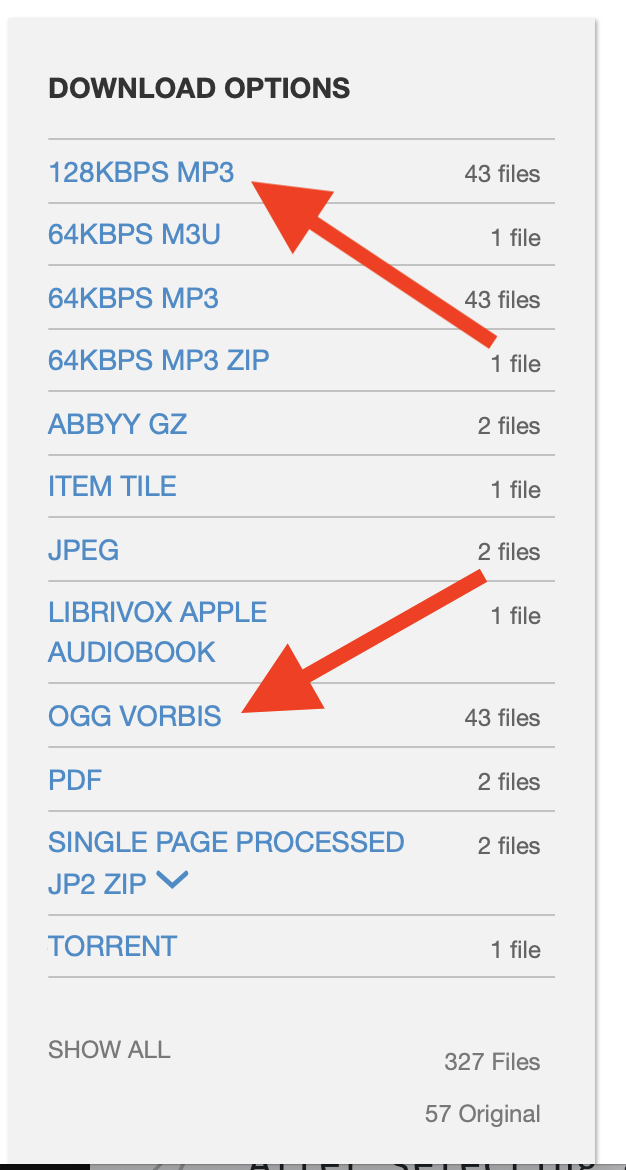 DOWNLOAD OPTIONS
128KBPS MP3 43 files
64KBPS M3U 1 file
64KBPS MP3 43 files
64KBPS MP3 ZIP 1 file
ABBYY GZ 2 files
ITEM TILE 1 file
JPEG 2 files
LIBRIVOX APPLE 1 file
AUDIOBOOK
OGG VORBIS 43 files
PDF 2 files
SINGLE PAGE PROCESSED 2 files
JP2 ZIP
TORRENT 1 file
SHOW ALL 327 Files
57 Original